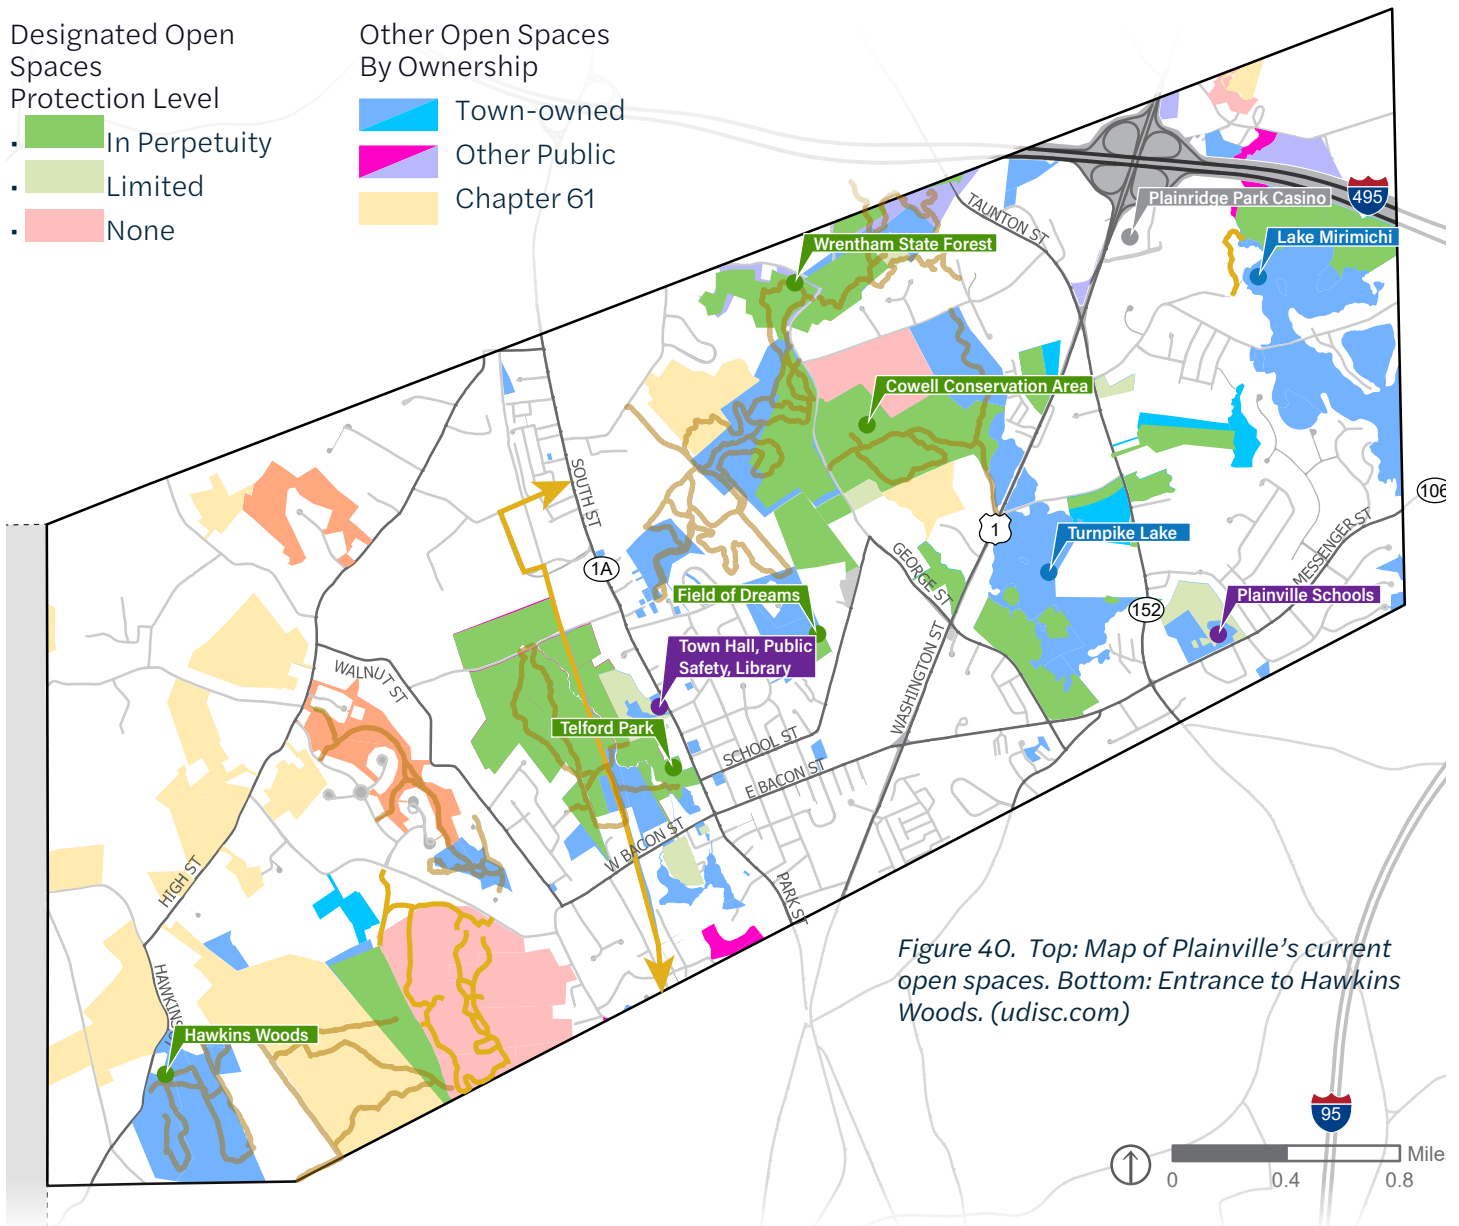 Designated Open
Spaces
Protection Level
In Perpetuity
Limited
None
Other Open Spaces
By Ownership
Town-owned
Other Public
Chapter 61
TAUNTON ST
Plainridge Park Casino
495
Lake Mirimichi
Wrentham State Forest
Cowell Conservation Area
SOUTH ST
106
1
Turnpike Lake
MESSENGER ST
1A
GEORGE ST
Field of Dreams
152
Plainville Schools
Town Hall, Public
Safety, Library
WALNUT ST
WASHINGTON ST
Telford Park
SCHOOL ST
E BACON ST
W BACON ST
HIGH ST
PARK ST
HAWKINS
Hawkins Woods
Figure 40. Top: Map of Plainville’s current
open spaces. Bottom: Entrance to Hawkins
Woods. (udisc.com)
95
Mile
0 0.4 0.8